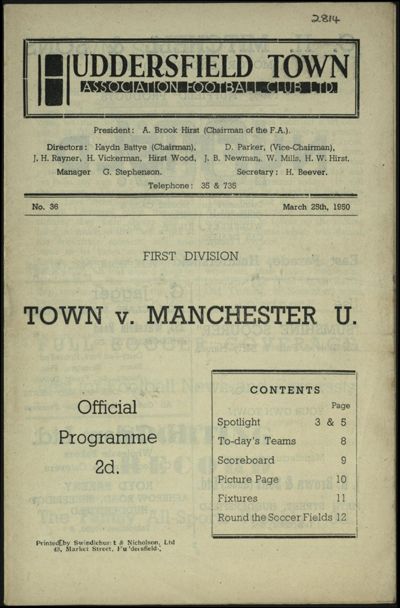 2814
HUDDERSFIELD TOWN
ASSOCIATION FOOTBALL CLUB LTD.
President: A. Brook Hirst (Chairman of the F.A.).
Directors: Haydn Battye (Chairman), D. Parker, (Vice-Chairman),
J. H. Rayner, H. Vickerman, Hirst Wood, J. B. Newman, W. Mills, H. W. Hirst.
Manager G. Stephenson. Secretary: H. Beever.
Telephone: 35 & 735
No. 36 March 25th, 1950
FIRST DIVISION
TOWN v. MANCHESTER U.
Official
Programme
2d.
CONTENTS
Page
Spotlight 3 & 5
To-day's Teams 8
Scoreboard 9
Picture Page 10
Fixtures 11
Round the Soccer Fields 12
Printed by Swindlehurst & Nicholson, Ltd
43, Market Street,